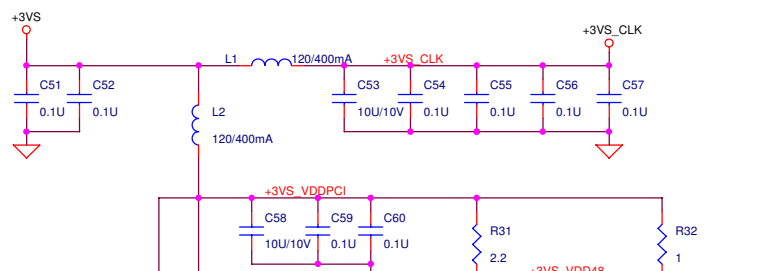 +3VS
+3VS_CLK
L1
120/400mA
+3VS_CLK
C51
0.1U
C52
0.1U
C53
10U/10V
C54
0.1U
C55
0.1U
C56
0.1U
C57
0.1U
L2
120/400mA
+3VS_VDDPCI
C58
10U/10V
C59
0.1U
C60
0.1U
R31
2.2
R32
1
+3VS_VDD48